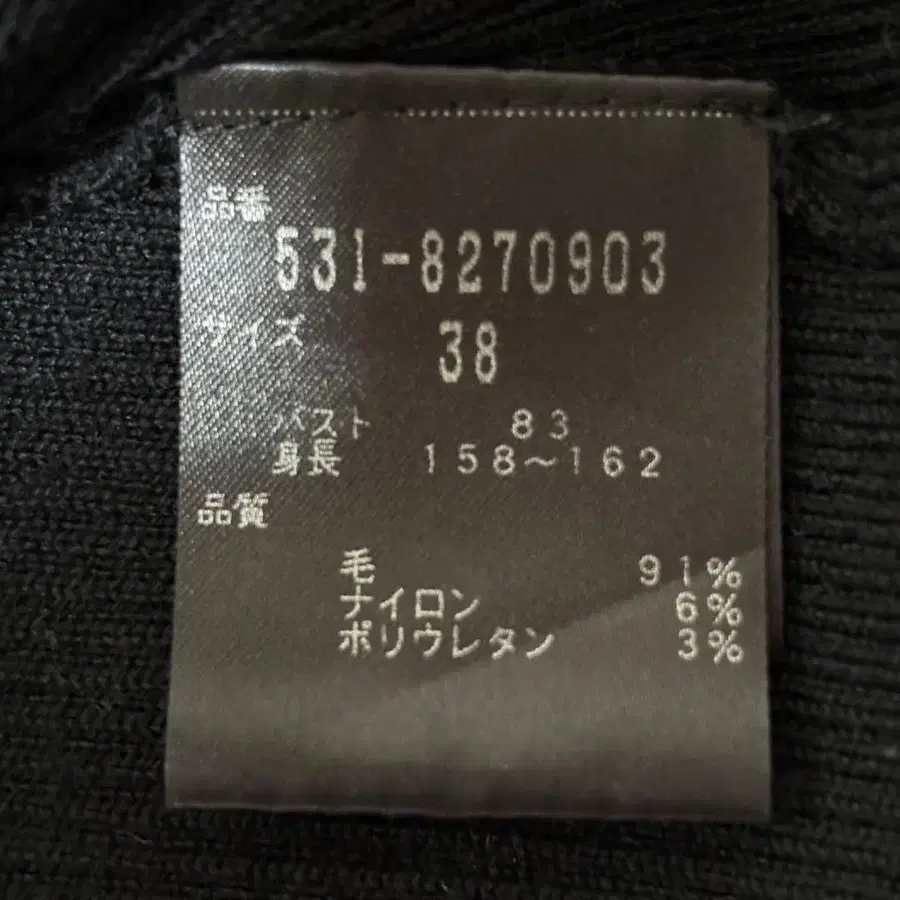 品番
531-8270903
サイズ
38
バスト 83
身長 158～162
品質
毛 91%
ナイロン 6%
ポリウレタン 3%